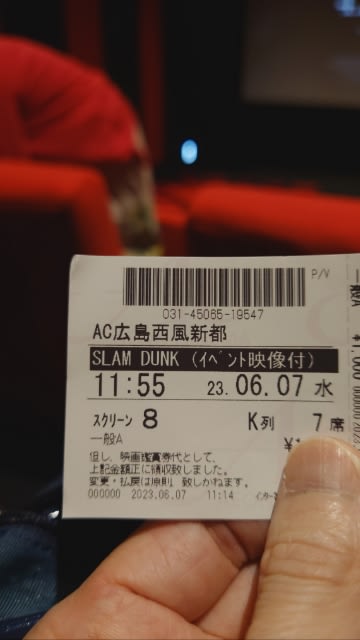 P/V
031-45065-19547
AC広島西風新都
SLAM DUNK (イベント映像付)
11:55 23.06.07 水
スクリーン 8 K列 7席
一般A
¥1
但し、映画鑑賞券代として、
上記金額正に領収致しました。
変更・払戻は原則、致しかねます。
000000 2023.06.07 11:14